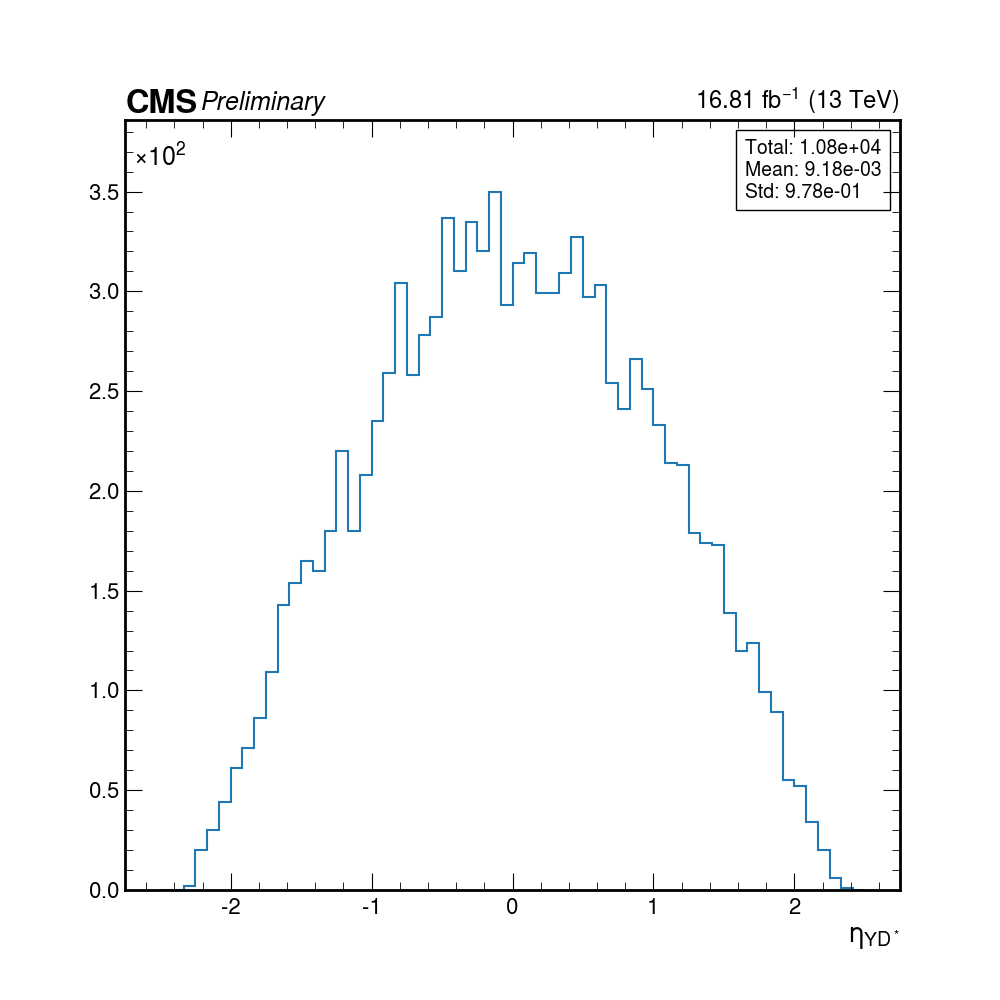 CMS Preliminary 16.81 fb⁻¹ (13 TeV)
×10²
Total: 1.08e+04
Mean: 9.18e-03
Std: 9.78e-01
3.5
3.0
2.5
2.0
1.5
1.0
0.5
0.0
-2 -1 0 1 2
η_YD*